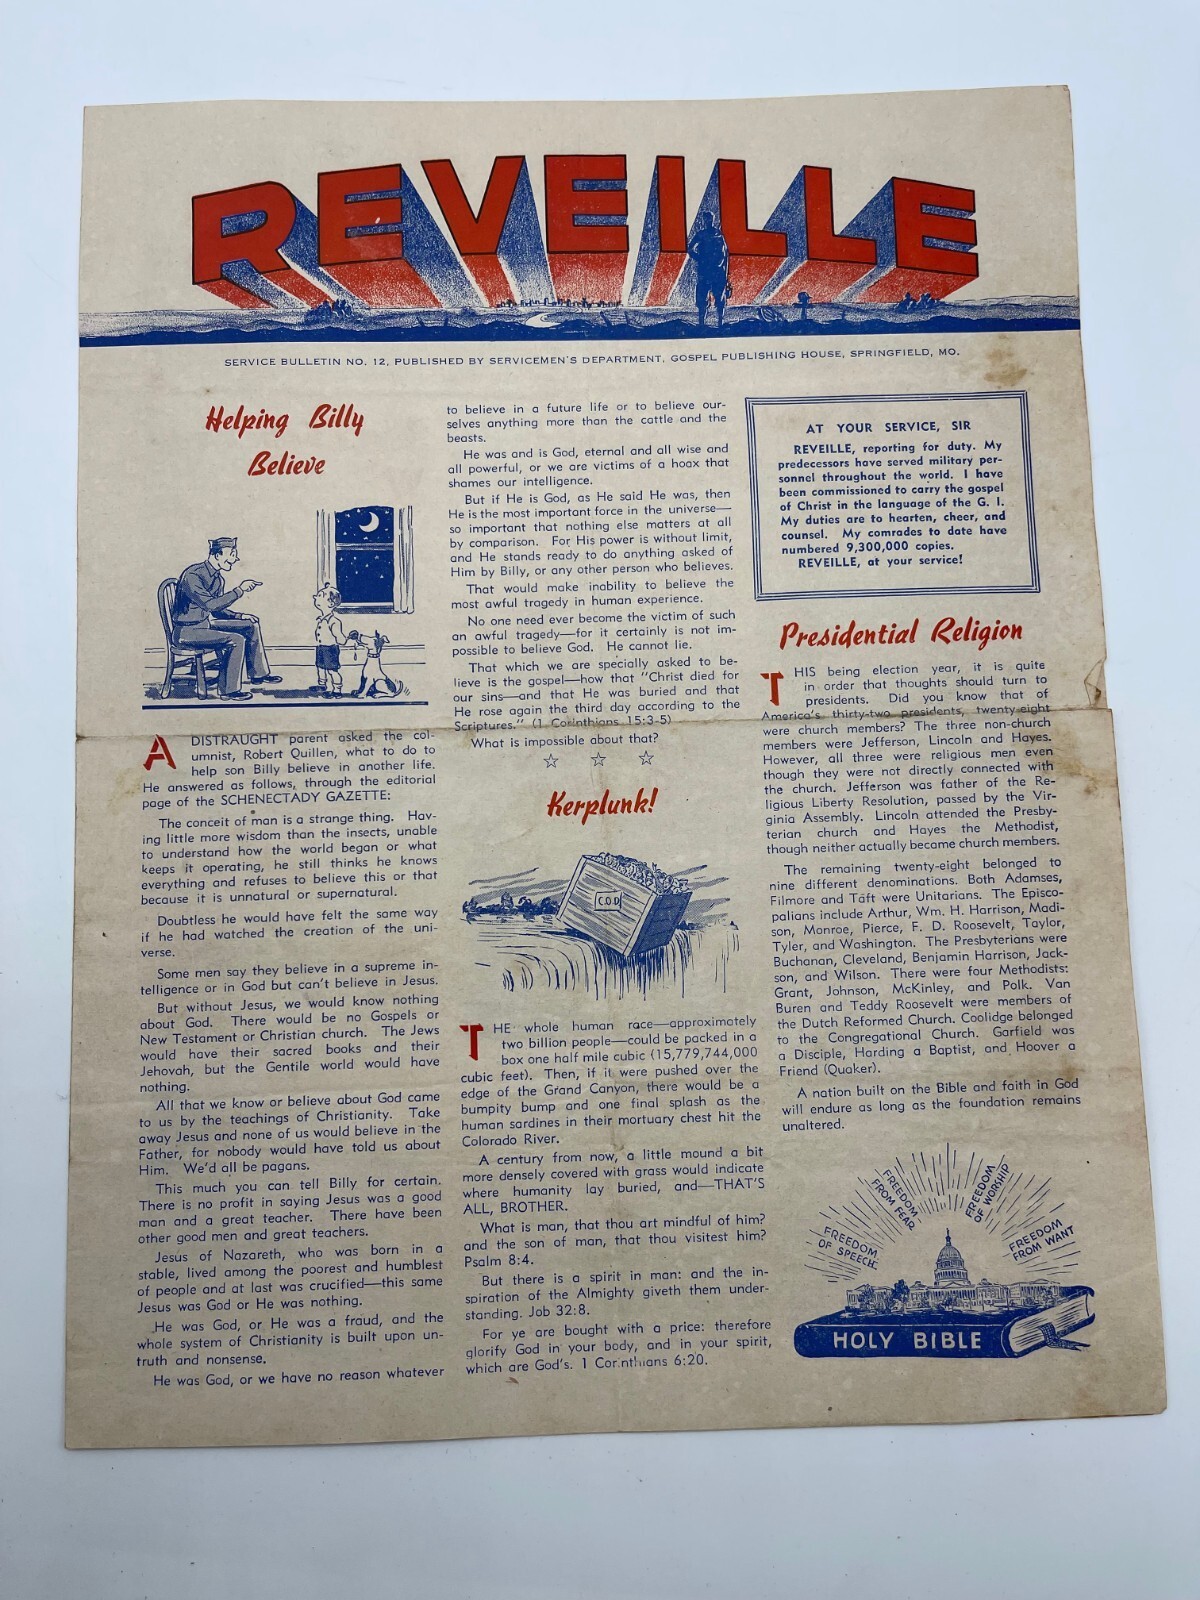 REVEILLE
SERVICE BULLETIN NO. 12, PUBLISHED BY SERVICEMEN'S DEPARTMENT, GOSPEL PUBLISHING HOUSE, SPRINGFIELD, MO.
Helping Billy
Believe
A DISTRAUGHT parent asked the col-
umnist, Robert Quillen, what to do to
help son Billy believe in another life.
He answered as follows, through the editorial
page of the SCHENECTADY GAZETTE:
The conceit of man is a strange thing. Hav-
ing little more wisdom than the insects, unable
to understand how the world began or what
keeps it operating, he still thinks he knows
everything and refuses to believe this or that
because it is unnatural or supernatural.
Doubtless he would have felt the same way
if he had watched the creation of the uni-
verse.
Some men say they believe in a supreme in-
telligence or in God but can't believe in Jesus.
But without Jesus, we would know nothing
about God. There would be no Gospels or
New Testament or Christian church. The Jews
would have their sacred books and their
Jehovah, but the Gentile world would have
nothing.
All that we know or believe about God came
to us by the teachings of Christianity. Take
away Jesus and none of us would believe in the
Father, for nobody would have told us about
Him. We'd all be pagans.
This much you can tell Billy for certain.
There is no profit in saying Jesus was a good
man and a great teacher. There have been
other good men and great teachers.
Jesus of Nazareth, who was born in a
stable, lived among the poorest and humblest
of people and at last was crucified—this same
Jesus was God or He was nothing.
He was God, or He was a fraud, and the
whole system of Christianity is built upon un-
truth and nonsense.
He was God, or we have no reason whatever
to believe in a future life or to believe our-
selves anything more than the cattle and the
beasts.
He was and is God, eternal and all wise and
all powerful, or we are victims of a hoax that
shames our intelligence.
But if He is God, as He said He was, then
He is the most important force in the universe—
so important that nothing else matters at all
by comparison. For His power is without limit,
and He stands ready to do anything asked of
Him by Billy, or any other person who believes.
That would make inability to believe the
most awful tragedy in human experience.
No one need ever become the victim of such
an awful tragedy—for it certainly is not im-
possible to believe God. He cannot lie.
That which we are specially asked to be-
lieve is the gospel—how that "Christ died for
our sins—and that He was buried and that
He rose again the third day according to the
Scriptures." (1 Corinthians 15:3-5)
What is impossible about that?
☆ ☆ ☆
Kerplunk!
C.O.D.
THE whole human race—approximately
two billion people—could be packed in a
box one half mile cubic (15,779,744,000
cubic feet). Then, if it were pushed over the
edge of the Grand Canyon, there would be a
bumpity bump and one final splash as the
human sardines in their mortuary chest hit the
Colorado River.
A century from now, a little mound a bit
more densely covered with grass would indicate
where humanity lay buried, and—THAT'S
ALL, BROTHER.
What is man, that thou art mindful of him?
and the son of man, that thou visitest him?
Psalm 8:4.
But there is a spirit in man: and the in-
spiration of the Almighty giveth them under-
standing. Job 32:8.
For ye are bought with a price: therefore
glorify God in your body, and in your spirit,
which are God's. 1 Corinthians 6:20.
AT YOUR SERVICE, SIR
REVEILLE, reporting for duty. My
predecessors have served military per-
sonnel throughout the world. I have
been commissioned to carry the gospel
of Christ in the language of the G. I.
My duties are to hearten, cheer, and
counsel. My comrades to date have
numbered 9,300,000 copies.
REVEILLE, at your service!
Presidential Religion
THIS being election year, it is quite
in order that thoughts should turn to
presidents. Did you know that of
America's thirty-two presidents, twenty-eight
were church members? The three non-church
members were Jefferson, Lincoln and Hayes.
However, all three were religious men even
though they were not directly connected with
the church. Jefferson was father of the Re-
ligious Liberty Resolution, passed by the Vir-
ginia Assembly. Lincoln attended the Presby-
terian church and Hayes the Methodist,
though neither actually became church members.
The remaining twenty-eight belonged to
nine different denominations. Both Adamses,
Filmore and Taft were Unitarians. The Episco-
palians include Arthur, Wm. H. Harrison, Madi-
son, Monroe, Pierce, F. D. Roosevelt, Taylor,
Tyler, and Washington. The Presbyterians were
Buchanan, Cleveland, Benjamin Harrison, Jack-
son, and Wilson. There were four Methodists:
Grant, Johnson, McKinley, and Polk. Van
Buren and Teddy Roosevelt were members of
the Dutch Reformed Church. Coolidge belonged
to the Congregational Church. Garfield was
a Disciple, Harding a Baptist, and Hoover a
Friend (Quaker).
A nation built on the Bible and faith in God
will endure as long as the foundation remains
unaltered.
FREEDOM
OF SPEECH
FREEDOM
FROM FEAR
FREEDOM
OF WORSHIP
FREEDOM
FROM WANT
HOLY BIBLE